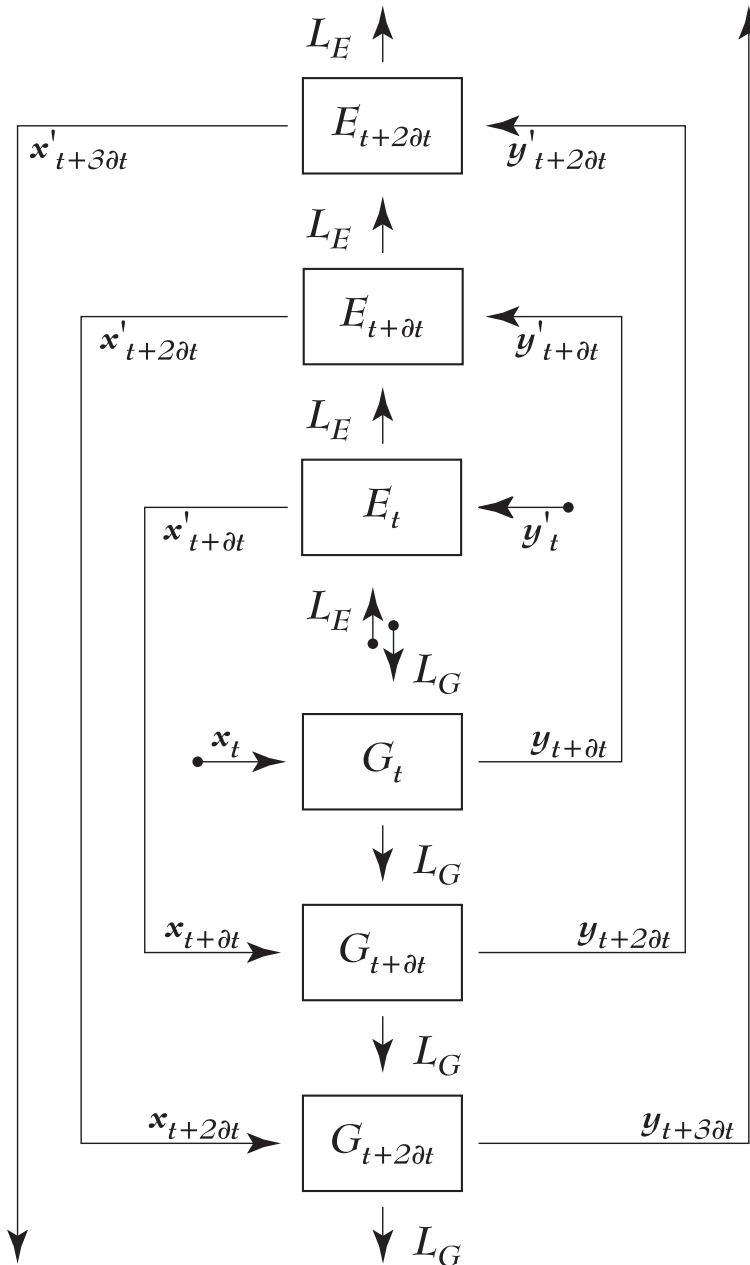 L_E
E_{t+2∂t}
x'_{t+3∂t}
y'_{t+2∂t}
L_E
E_{t+∂t}
x'_{t+2∂t}
y'_{t+∂t}
L_E
E_t
x'_{t+∂t}
y'_t
L_E
L_G
x_t
G_t
y_{t+∂t}
L_G
x_{t+∂t}
G_{t+∂t}
y_{t+2∂t}
L_G
x_{t+2∂t}
G_{t+2∂t}
y_{t+3∂t}
L_G